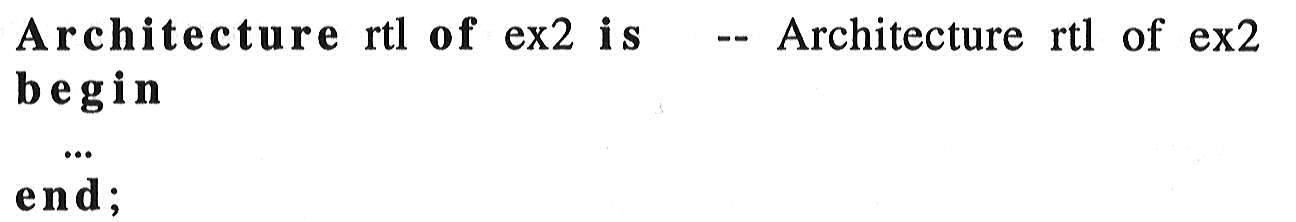 Architecture rtl of ex2 is -- Architecture rtl of ex2
begin
...
end;